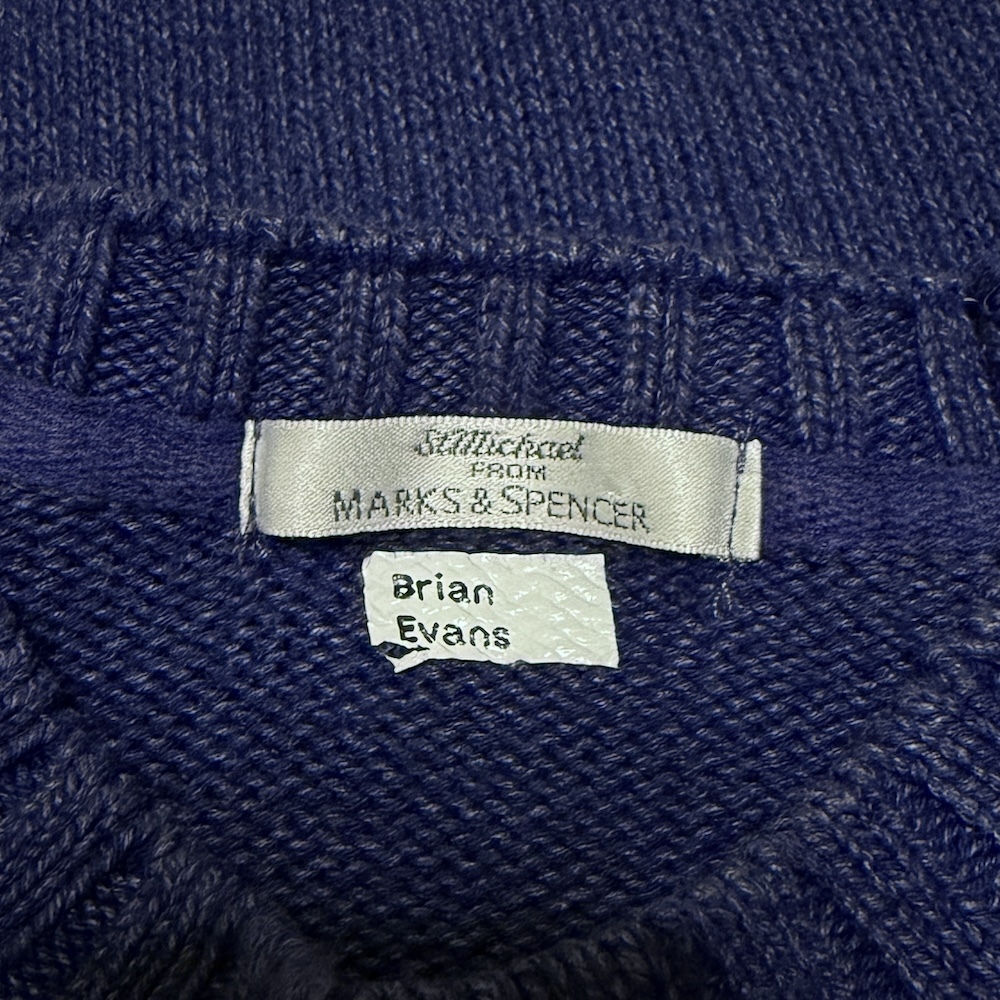 St Michael
FROM
MARKS & SPENCER
Brian
Evans